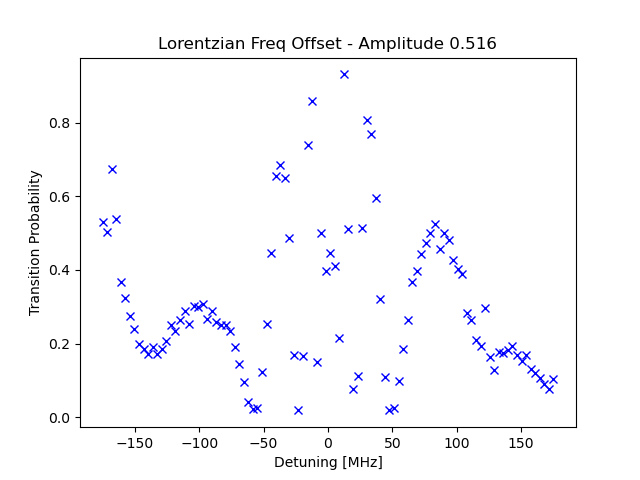 Lorentzian Freq Offset - Amplitude 0.516
Transition Probability
0.8
0.6
0.4
0.2
0.0
−150 −100 −50 0 50 100 150
Detuning [MHz]